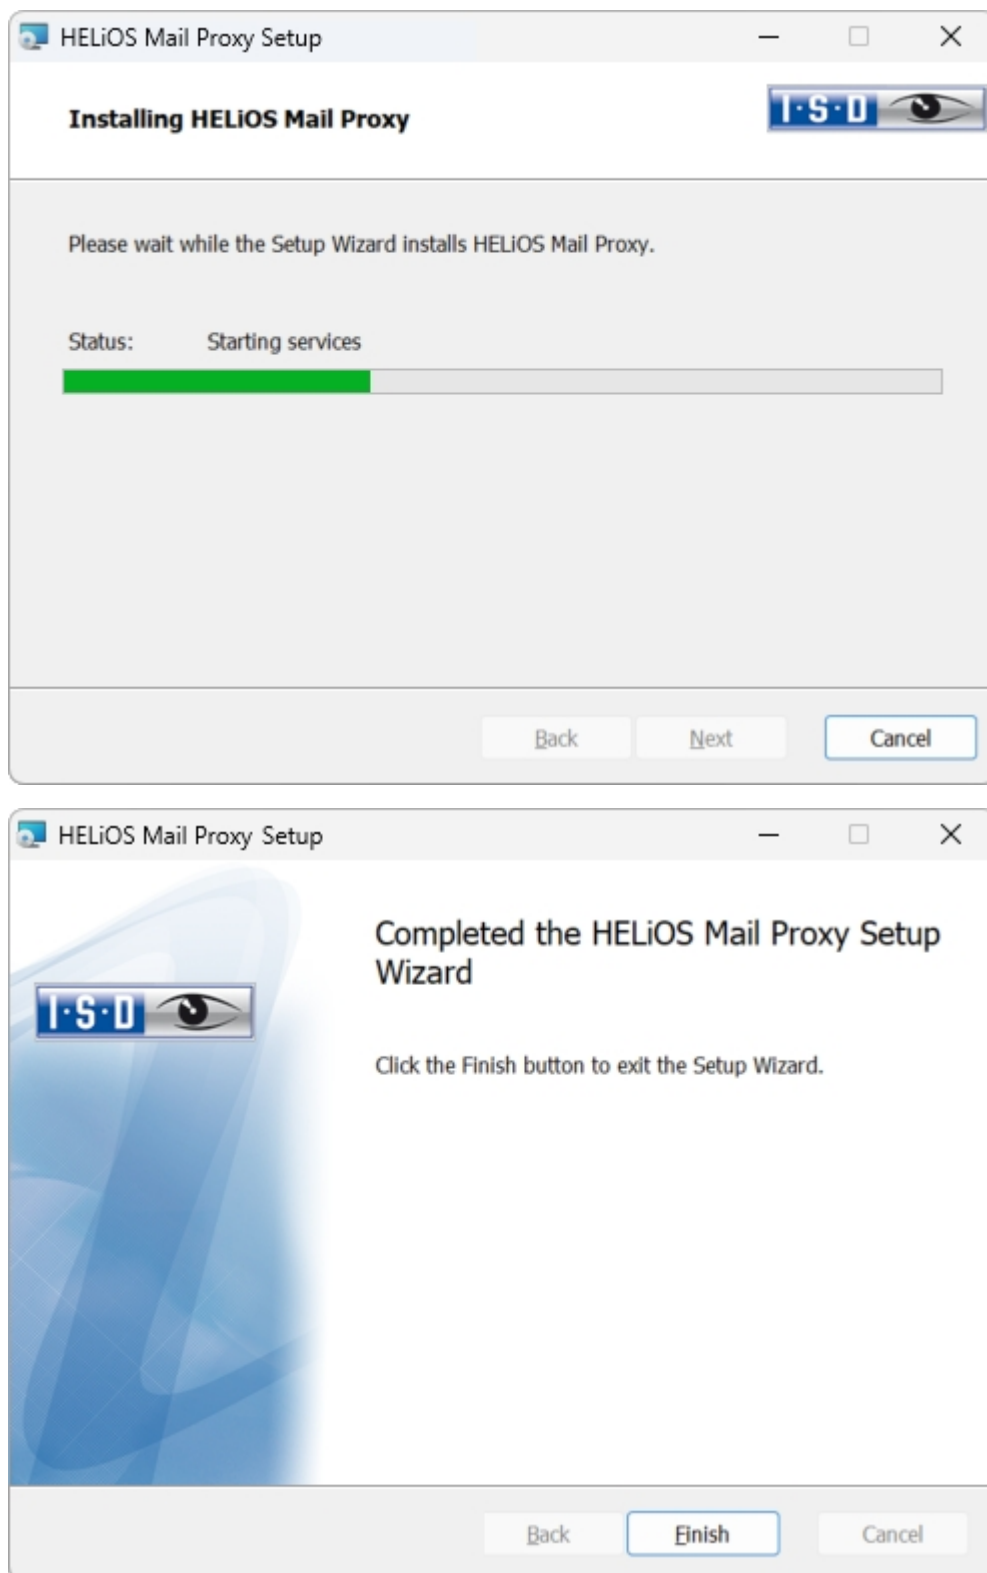 HELiOS Mail Proxy Setup
Installing HELiOS Mail Proxy
I·S·D
Please wait while the Setup Wizard installs HELiOS Mail Proxy.
Status: Starting services
Back Next Cancel
HELiOS Mail Proxy Setup
Completed the HELiOS Mail Proxy Setup
Wizard
I·S·D
Click the Finish button to exit the Setup Wizard.
Back Finish Cancel